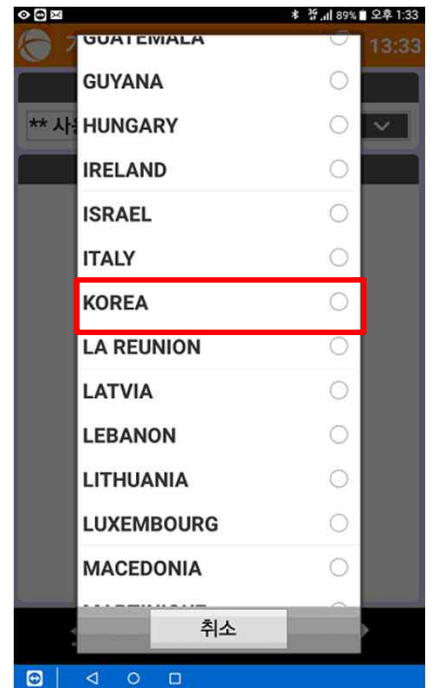 89% 오후 1:33
13:33
GUATEMALA
GUYANA
** 사
HUNGARY
IRELAND
ISRAEL
ITALY
KOREA
LA REUNION
LATVIA
LEBANON
LITHUANIA
LUXEMBOURG
MACEDONIA
취소